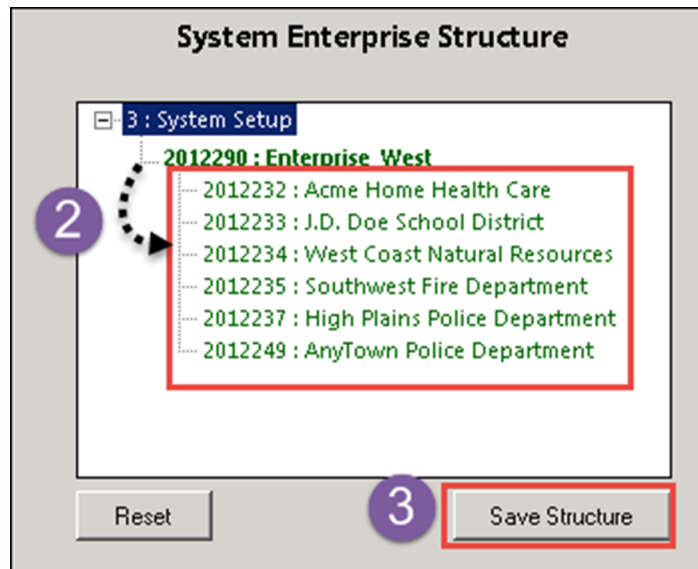 System Enterprise Structure
3 : System Setup
2012290 : Enterprise West
2012232 : Acme Home Health Care
2
2012233 : J.D. Doe School District
2012234 : West Coast Natural Resources
2012235 : Southwest Fire Department
2012237 : High Plains Police Department
2012249 : AnyTown Police Department
Reset
3
Save Structure